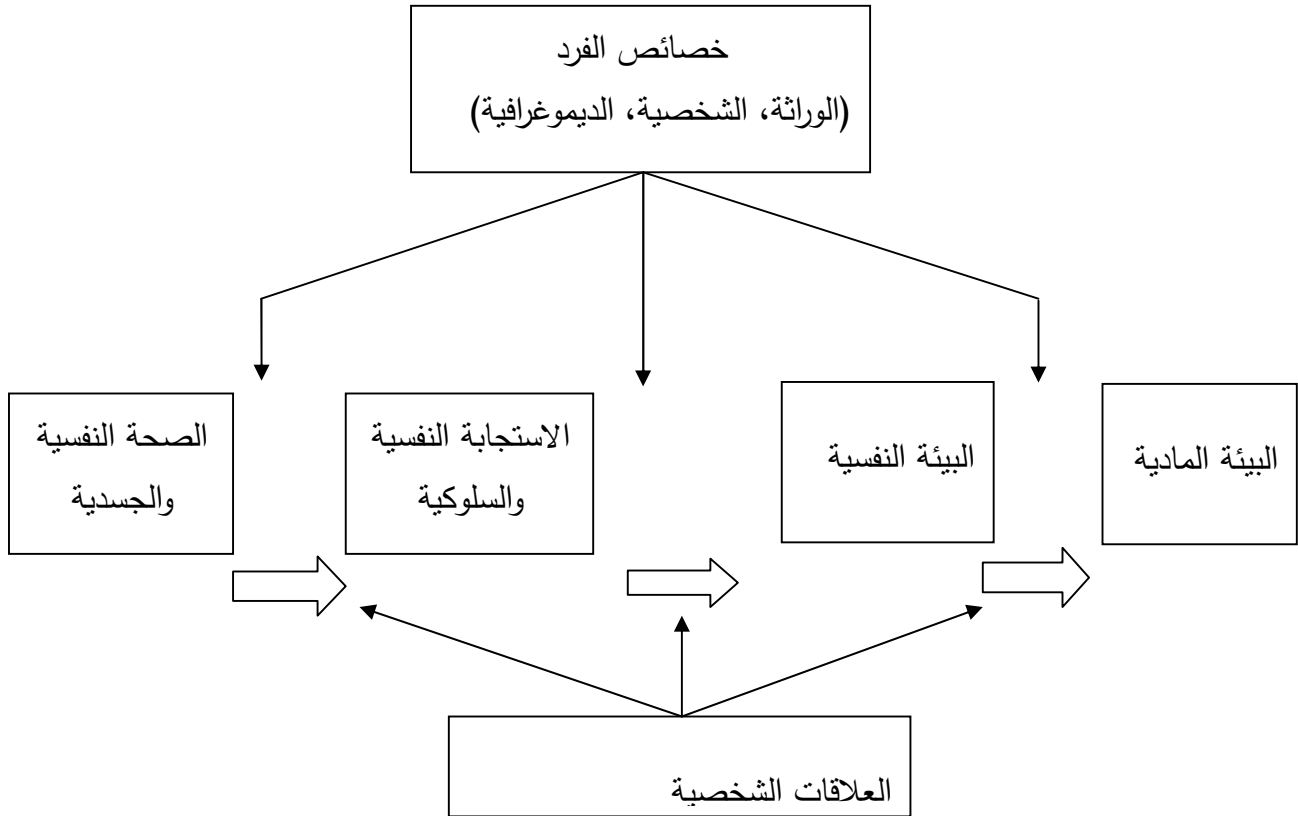 خصائص الفرد
(الوراثة، الشخصية، الديموغرافية)
البيئة المادية
البيئة النفسية
الاستجابة النفسية
والسلوكية
الصحة النفسية
والجسدية
العلاقات الشخصية